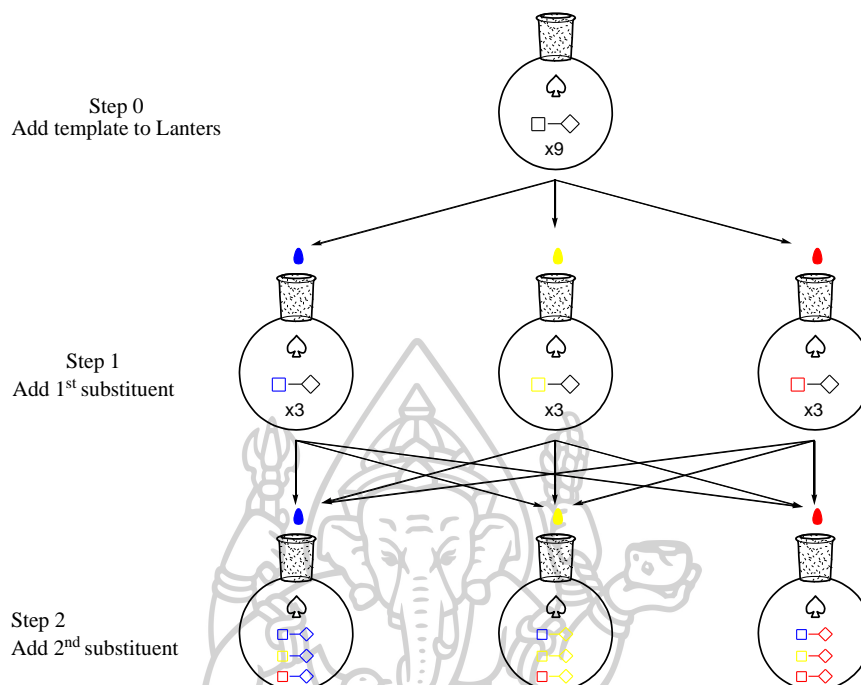 Step 0
Add template to Lanters
x9
Step 1
Add 1st substituent
x3
x3
x3
Step 2
Add 2nd substituent